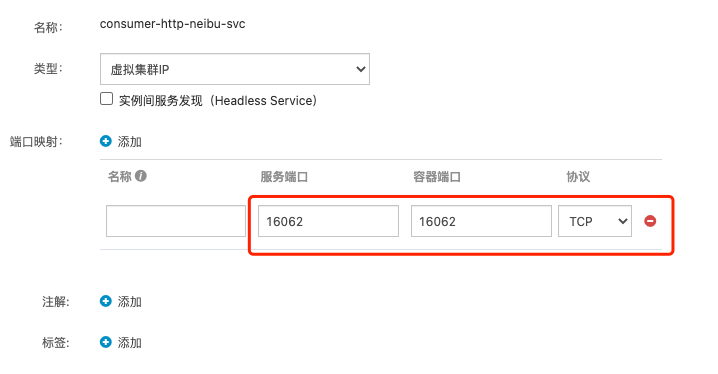 名称： consumer-http-neibu-svc
类型： 虚拟集群IP
实例间服务发现（Headless Service）
端口映射： 添加
名称 服务端口 容器端口 协议
16062 16062 TCP
注解： 添加
标签： 添加